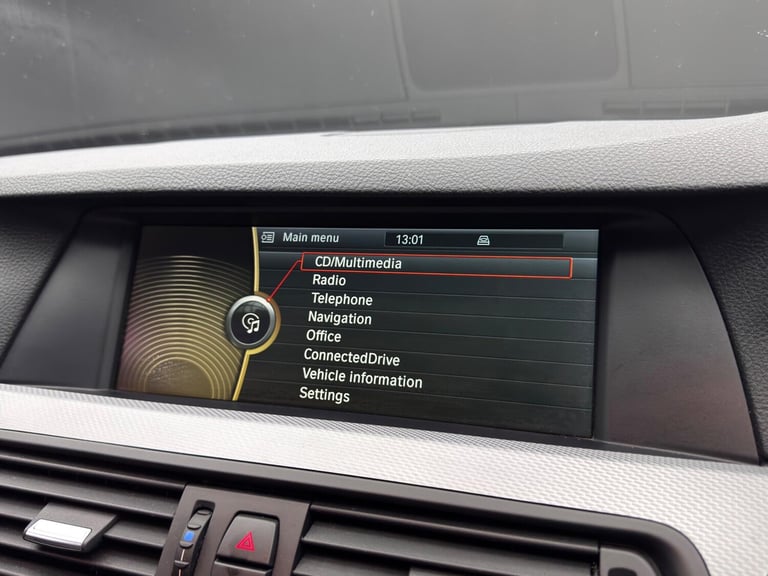 Main menu 13:01
CD/Multimedia
Radio
Telephone
Navigation
Office
ConnectedDrive
Vehicle information
Settings